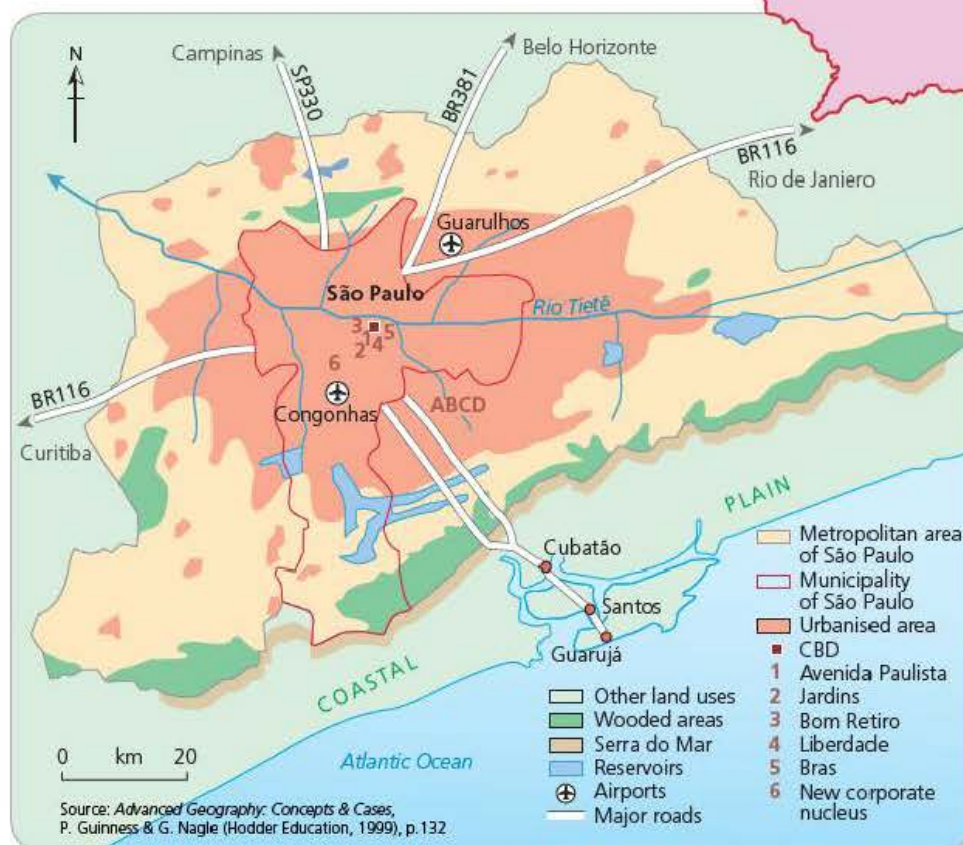 N
Campinas
Belo Horizonte
SP330
BR381
BR116
Rio de Janiero
Guarulhos
São Paulo
Rio Tietê
3
5
1
4
2
6
BR116
Congonhas
ABCD
Curitiba
PLAIN
Cubatão
Santos
Guarujá
COASTAL
Atlantic Ocean
0 km 20
Source: Advanced Geography: Concepts & Cases,
P. Guinness & G. Nagle (Hodder Education, 1999), p.132
Other land uses
Wooded areas
Serra do Mar
Reservoirs
Airports
Major roads
Metropolitan area
of São Paulo
Municipality
of São Paulo
Urbanised area
CBD
1 Avenida Paulista
2 Jardins
3 Bom Retiro
4 Liberdade
5 Bras
6 New corporate
nucleus